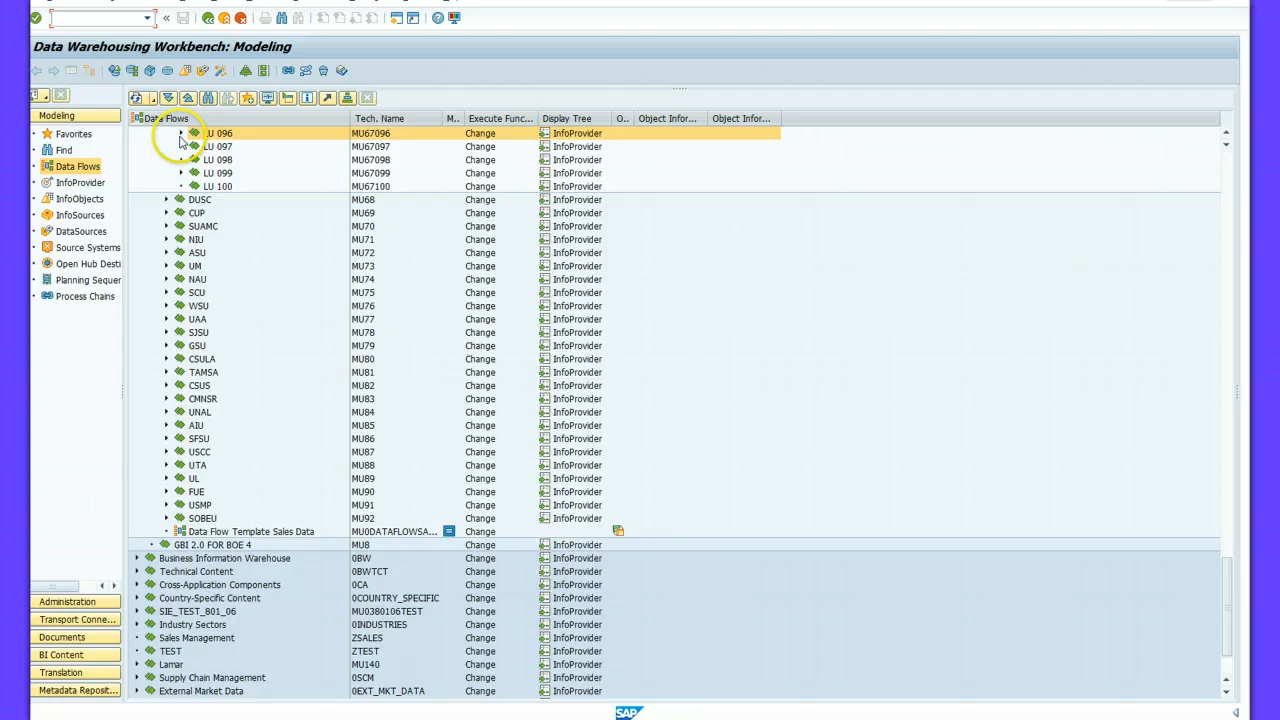 Data Warehousing Workbench: Modeling
Modeling
Favorites
Find
Data Flows
InfoProvider
InfoObjects
InfoSources
DataSources
Source Systems
Open Hub Desti
Planning Sequer
Process Chains
Administration
Transport Conne...
Documents
BI Content
Translation
Metadata Reposit...
Data Flows Tech. Name M.. Execute Func... Display Tree O.. Object Infor... Object Infor...
LU 096 MU67096 Change InfoProvider
LU 097 MU67097 Change InfoProvider
LU 098 MU67098 Change InfoProvider
LU 099 MU67099 Change InfoProvider
LU 100 MU67100 Change InfoProvider
DUSC MU68 Change InfoProvider
CUP MU69 Change InfoProvider
SUAMC MU70 Change InfoProvider
NIU MU71 Change InfoProvider
ASU MU72 Change InfoProvider
UM MU73 Change InfoProvider
NAU MU74 Change InfoProvider
SCU MU75 Change InfoProvider
WSU MU76 Change InfoProvider
UAA MU77 Change InfoProvider
SJSU MU78 Change InfoProvider
GSU MU79 Change InfoProvider
CSULA MU80 Change InfoProvider
TAMSA MU81 Change InfoProvider
CSUS MU82 Change InfoProvider
CMNSR MU83 Change InfoProvider
UNAL MU84 Change InfoProvider
AIU MU85 Change InfoProvider
SFSU MU86 Change InfoProvider
USCC MU87 Change InfoProvider
UTA MU88 Change InfoProvider
UL MU89 Change InfoProvider
FUE MU90 Change InfoProvider
USMP MU91 Change InfoProvider
SOBEU MU92 Change InfoProvider
Data Flow Template Sales Data MU0DATAFLOWSA... Change
GBI 2.0 FOR BOE 4 MU8 Change InfoProvider
Business Information Warehouse 0BW Change InfoProvider
Technical Content 0BWTCT Change InfoProvider
Cross-Application Components 0CA Change InfoProvider
Country-Specific Content 0COUNTRY_SPECIFIC Change InfoProvider
SIE_TEST_801_06 MU0380106TEST Change InfoProvider
Industry Sectors 0INDUSTRIES Change InfoProvider
Sales Management ZSALES Change InfoProvider
TEST ZTEST Change InfoProvider
Lamar MU140 Change InfoProvider
Supply Chain Management 0SCM Change InfoProvider
External Market Data 0EXT_MKT_DATA Change InfoProvider
SAP